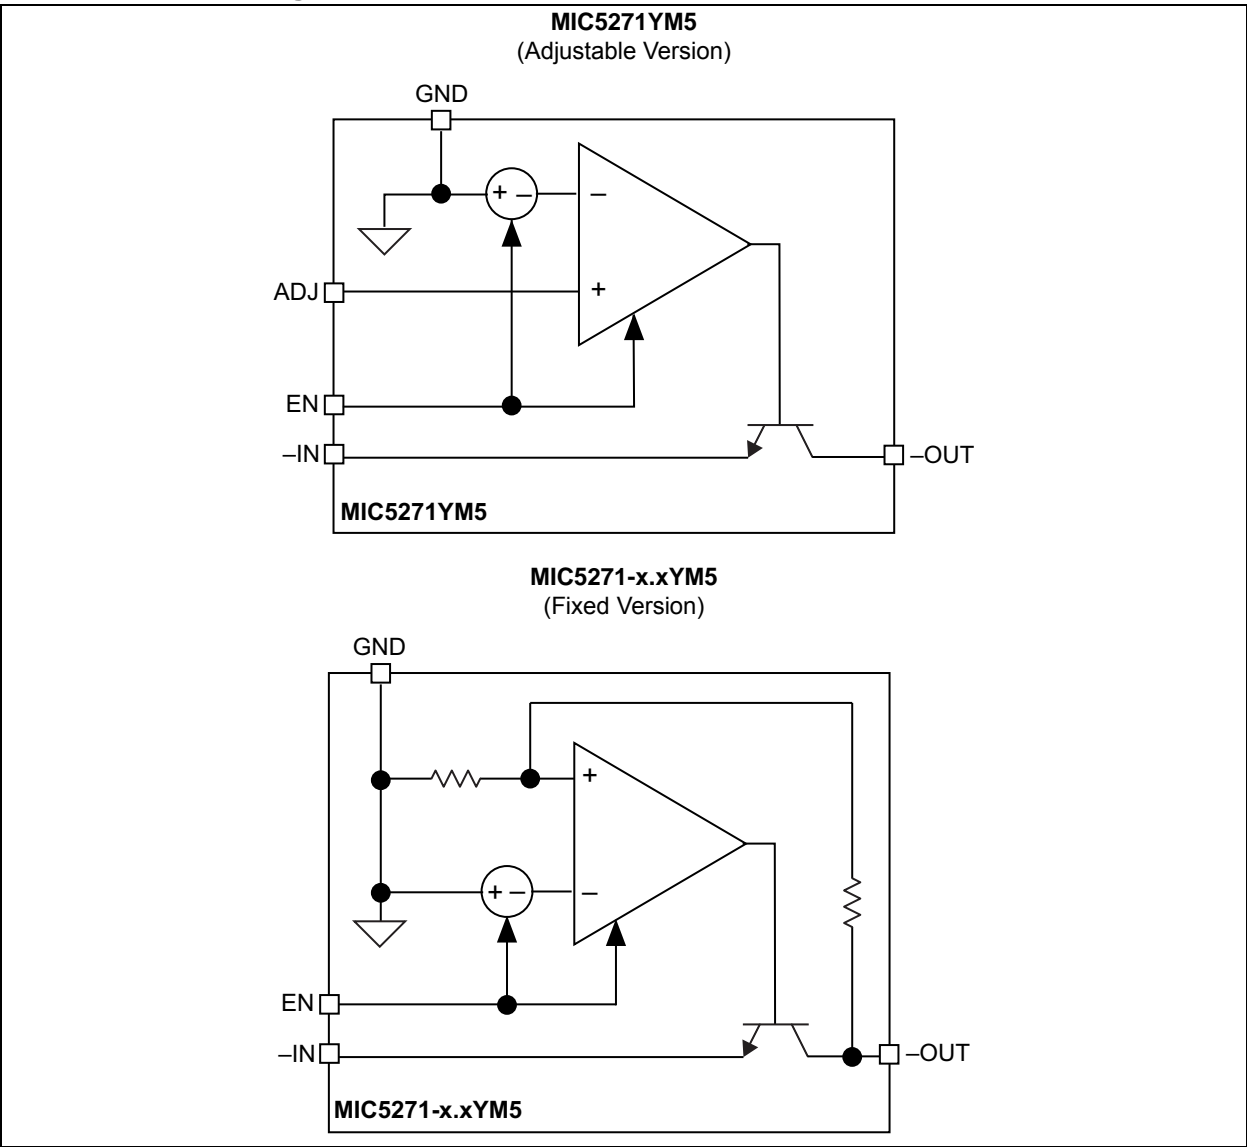 MIC5271YM5
(Adjustable Version)
GND
+ –
–
ADJ
+
EN
–IN
–OUT
MIC5271YM5
MIC5271-x.xYM5
(Fixed Version)
GND
+
+ –
–
EN
–IN
–OUT
MIC5271-x.xYM5